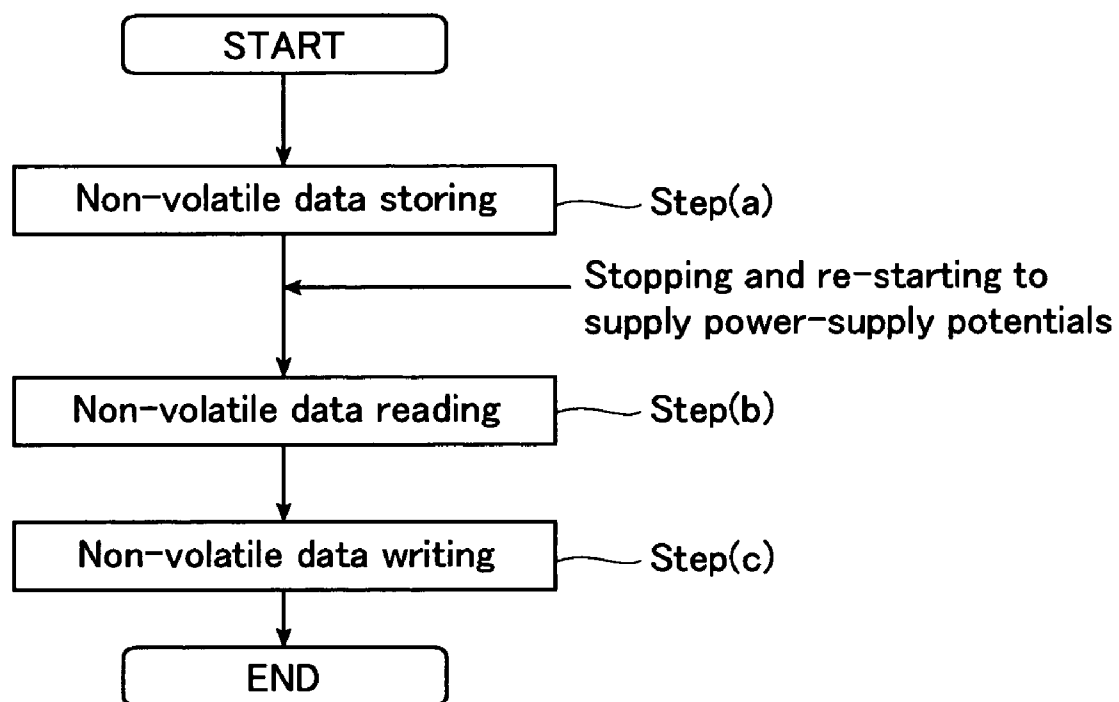 START
Non-volatile data storing
Step(a)
Stopping and re-starting to
supply power-supply potentials
Non-volatile data reading
Step(b)
Non-volatile data writing
Step(c)
END